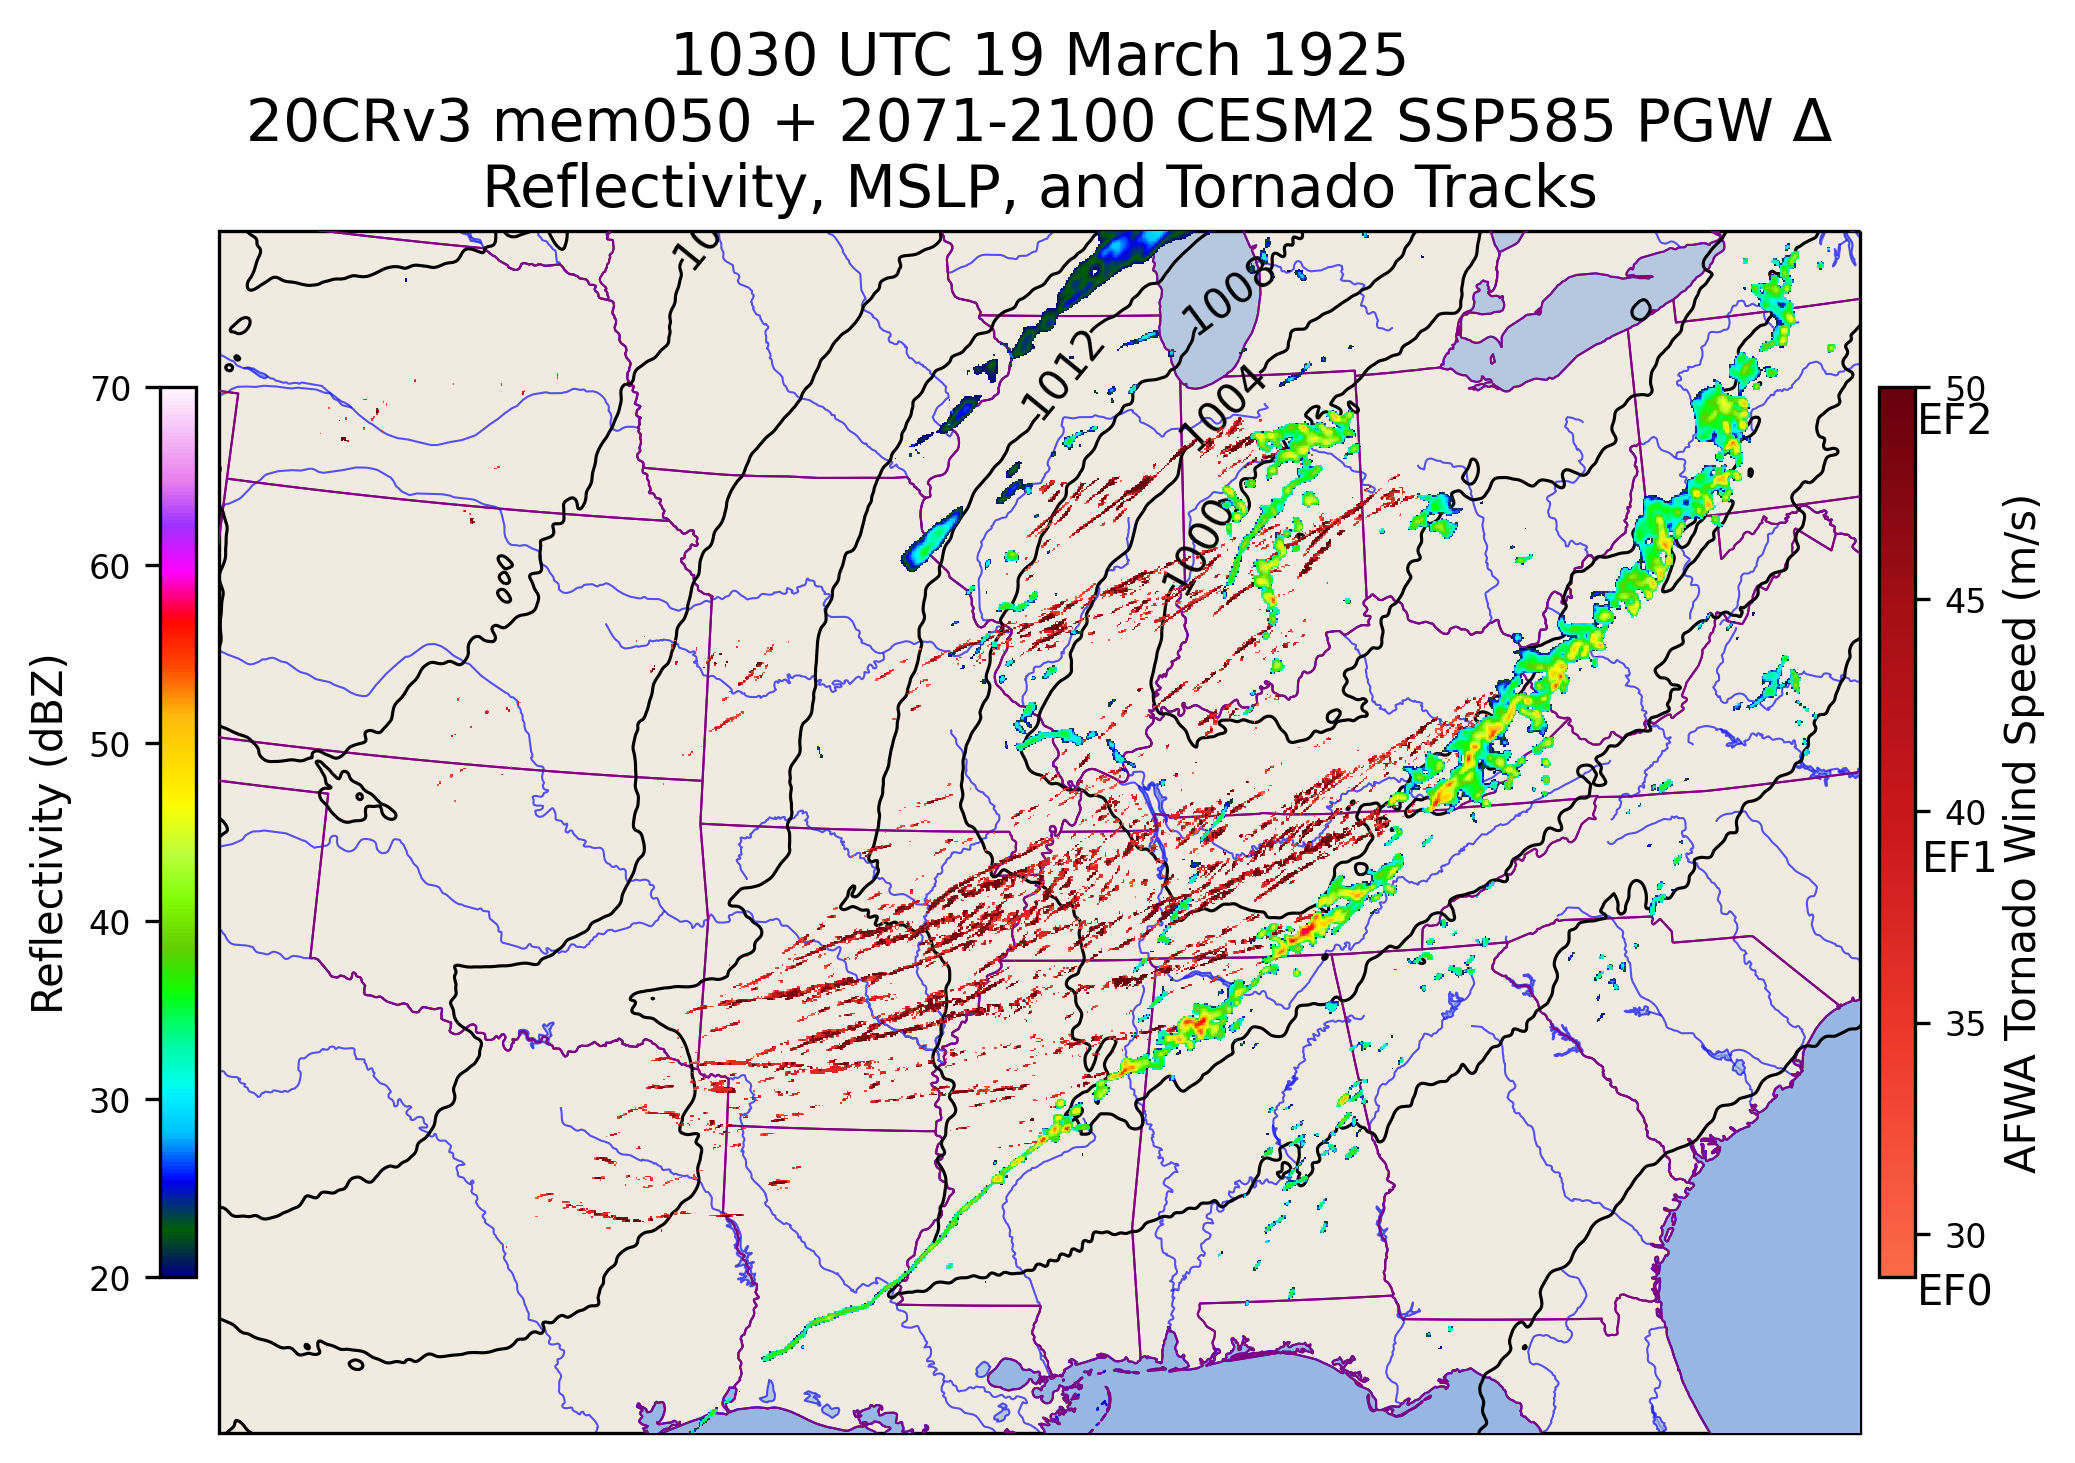 1030 UTC 19 March 1925
20CRv3 mem050 + 2071-2100 CESM2 SSP585 PGW Δ
Reflectivity, MSLP, and Tornado Tracks
1008
1012
1004
1000
70
60
50
40
30
20
Reflectivity (dBZ)
50
EF2
45
40
EF1
35
30
EF0
AFWA Tornado Wind Speed (m/s)